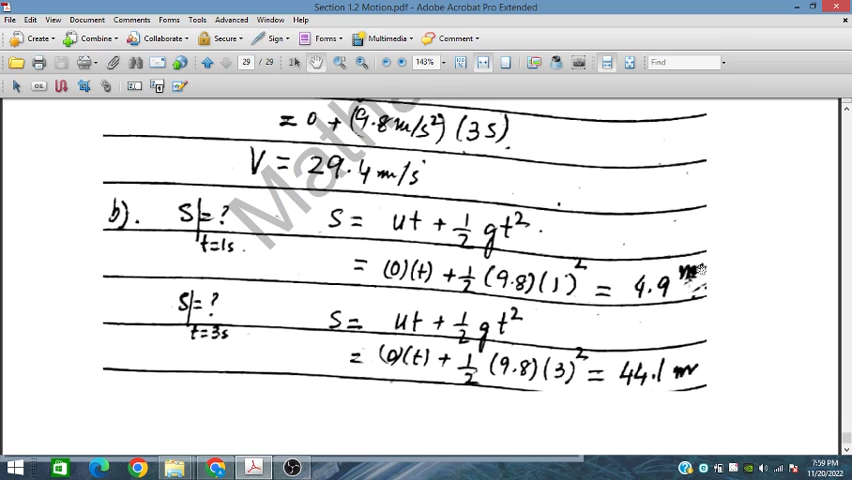 Section 1.2 Motion.pdf - Adobe Acrobat Pro Extended
File Edit View Document Comments Forms Tools Advanced Window Help
Create Combine Collaborate Secure Sign Forms Multimedia Comment
29 / 29 143% Find
= 0 + (9.8 m/s²) (3 s).
V = 29.4 m/s
b). S|t=1s = ? S = ut + 1/2 gt².
= (0)(t) + 1/2 (9.8)(1)² = 4.9 m
S|t=3s = ? S = ut + 1/2 gt²
= (0)(t) + 1/2 (9.8)(3)² = 44.1 m
Math
7:59 PM
11/20/2022